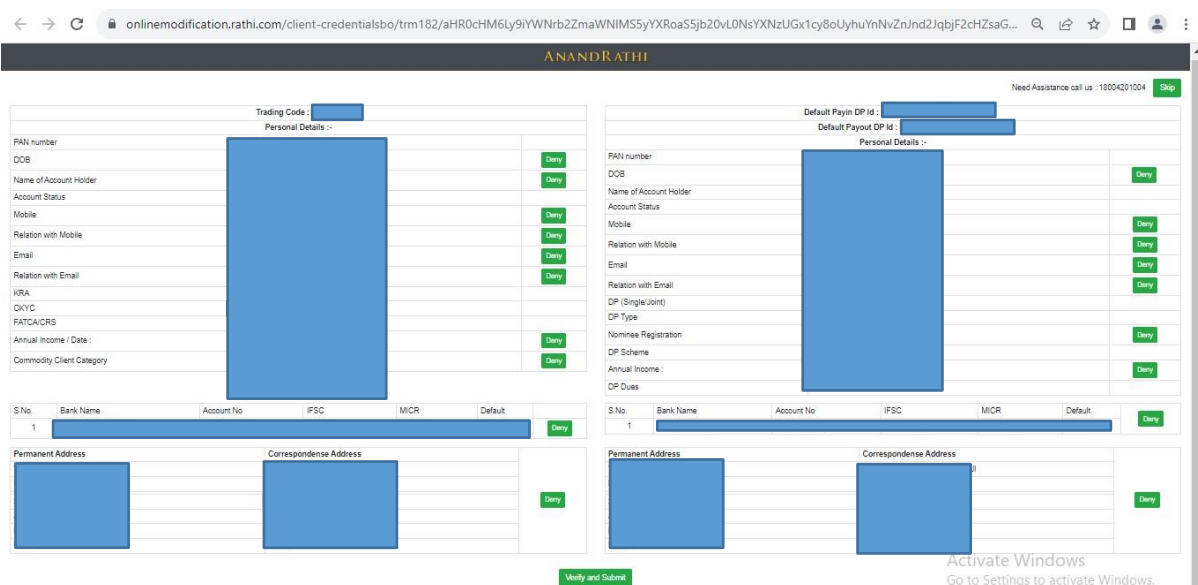 onlinemodification.rathi.com/client-credentialsbo/trm182/
ANANDRATHI
Need Assistance call us : 18004201004 Skip
Trading Code :
Personal Details :-
PAN number
DOB Deny
Name of Account Holder Deny
Account Status
Mobile Deny
Relation with Mobile Deny
Email Deny
Relation with Email Deny
KRA
CKYC
FATCA/CRS
Annual Income / Date : Deny
Commodity Client Category Deny
S.No. Bank Name Account No IFSC MICR Default
1 Deny
Permanent Address Correspondense Address
Deny
Default Payin DP Id :
Default Payout DP Id :
Personal Details :-
PAN number
DOB Deny
Name of Account Holder
Account Status
Mobile Deny
Relation with Mobile Deny
Email Deny
Relation with Email Deny
DP (Single/Joint)
DP Type
Nominee Registration Deny
DP Scheme
Annual Income : Deny
DP Dues
S.No. Bank Name Account No IFSC MICR Default Deny
1
Permanent Address Correspondense Address
Deny
Verify and Submit
Activate Windows
Go to Settings to activate Windows.